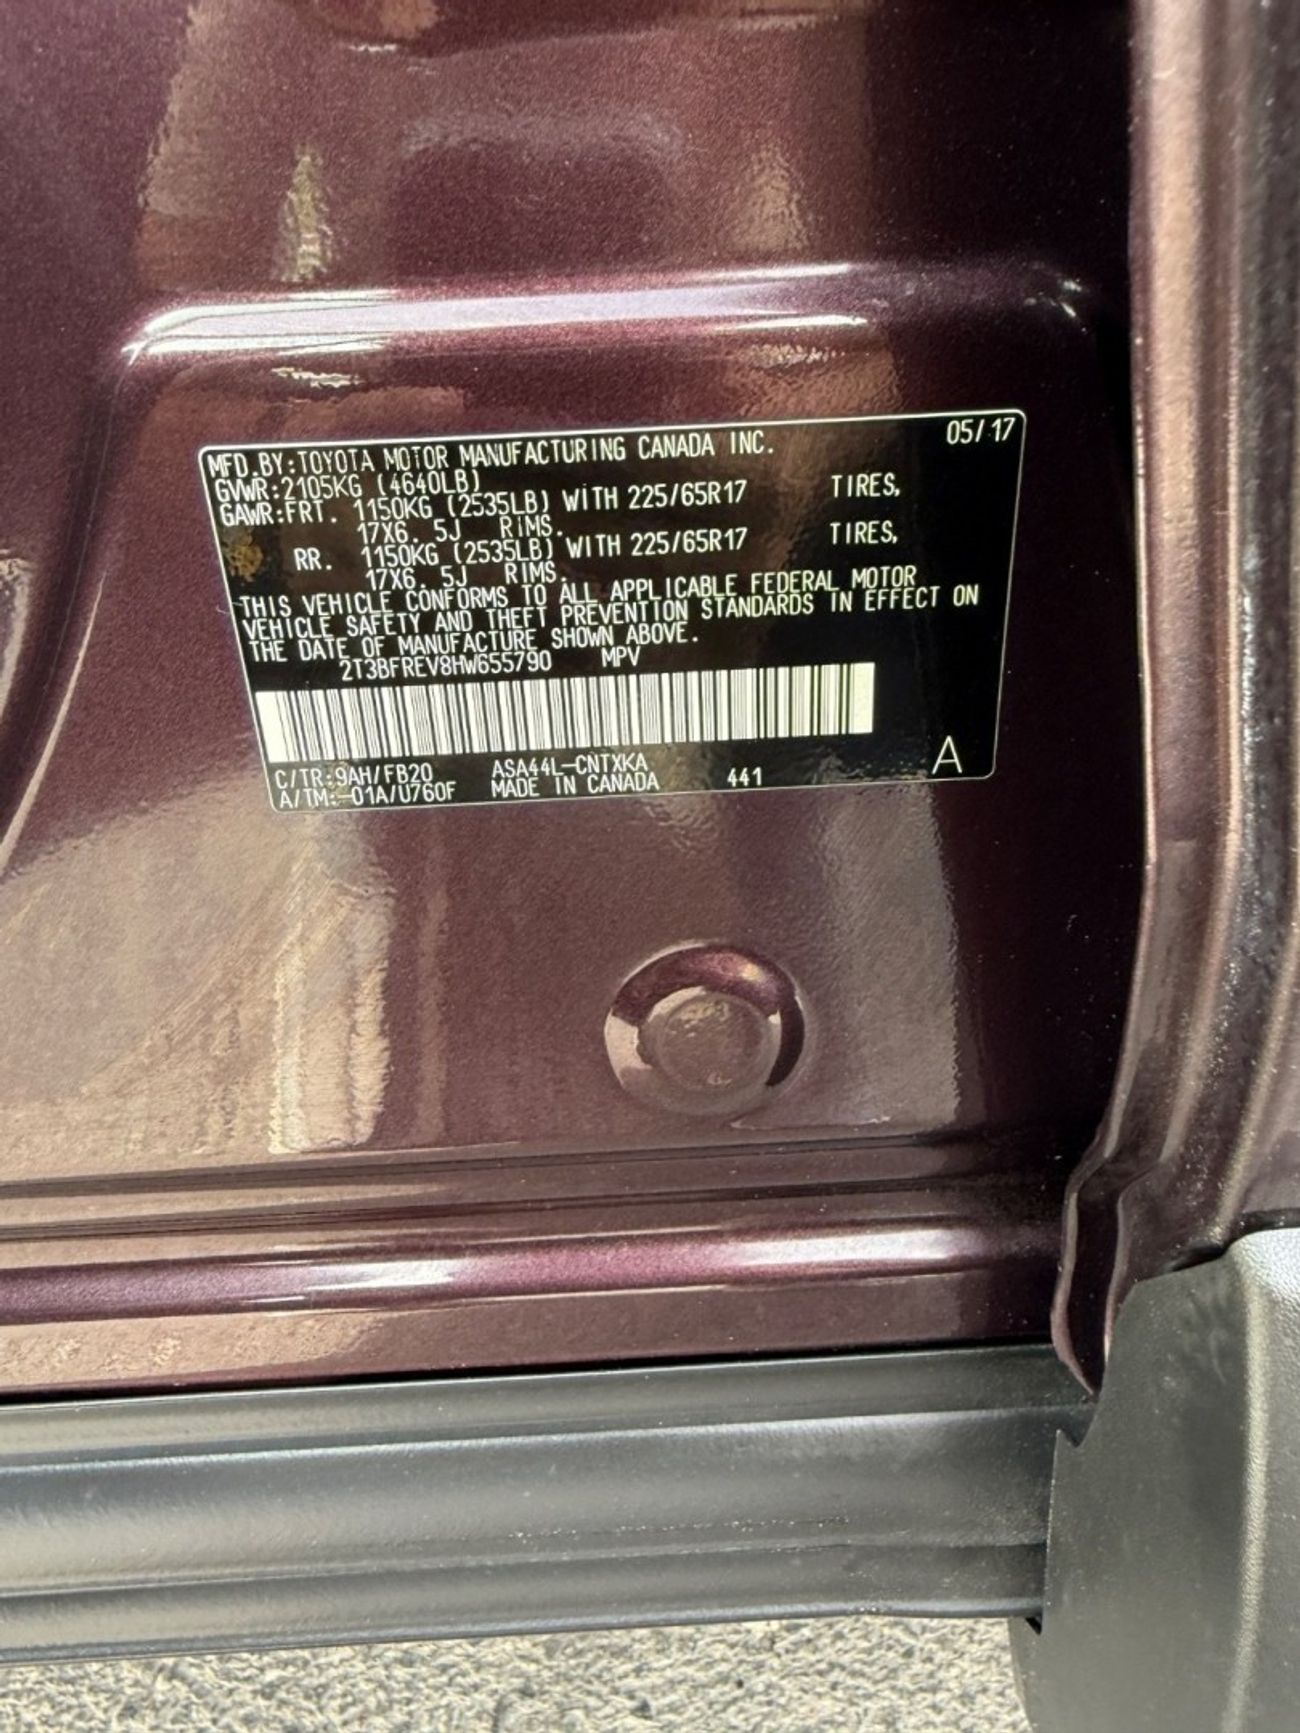 MFD.BY:TOYOTA MOTOR MANUFACTURING CANADA INC. 05/17
GVWR:2105KG (4640LB)
GAWR:FRT. 1150KG (2535LB) WITH 225/65R17 TIRES,
17X6. 5J RIMS.
RR. 1150KG (2535LB) WITH 225/65R17 TIRES,
17X6. 5J RIMS.
THIS VEHICLE CONFORMS TO ALL APPLICABLE FEDERAL MOTOR
VEHICLE SAFETY AND THEFT PREVENTION STANDARDS IN EFFECT ON
THE DATE OF MANUFACTURE SHOWN ABOVE.
2T3BFREV8HW655790 MPV
C/TR:9AH/FB20 ASA44L-CNTXKA 441 A
A/TM:-01A/U760F MADE IN CANADA